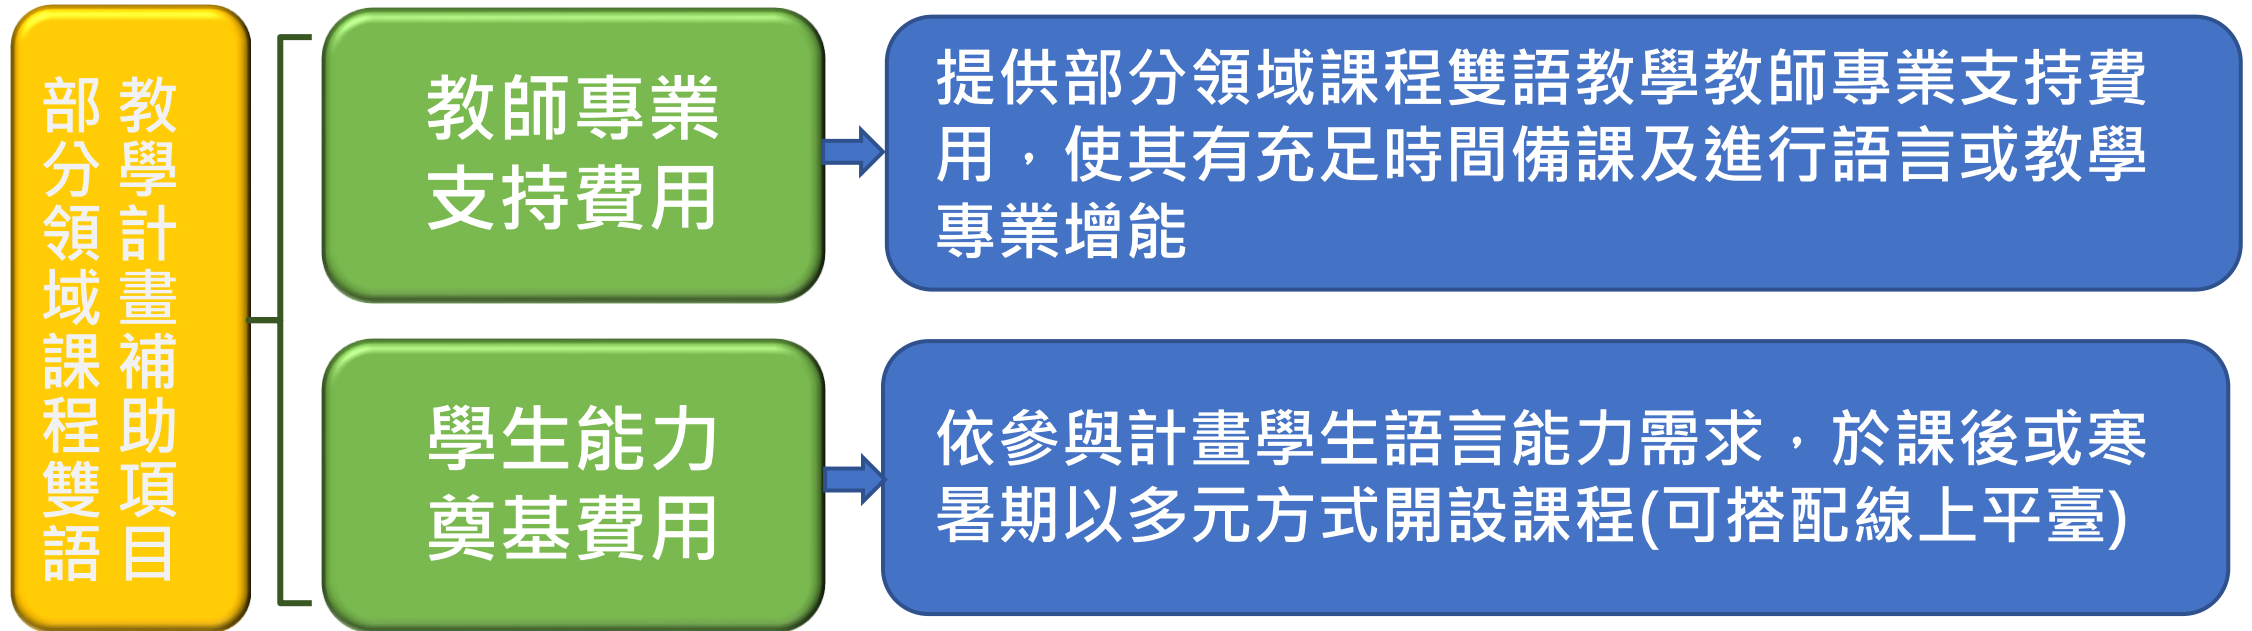 部分領域課程雙語
教學計畫補助項目
教師專業
支持費用
提供部分領域課程雙語教學教師專業支持費
用，使其有充足時間備課及進行語言或教學
專業增能
學生能力
奠基費用
依參與計畫學生語言能力需求，於課後或寒
暑期以多元方式開設課程(可搭配線上平臺)